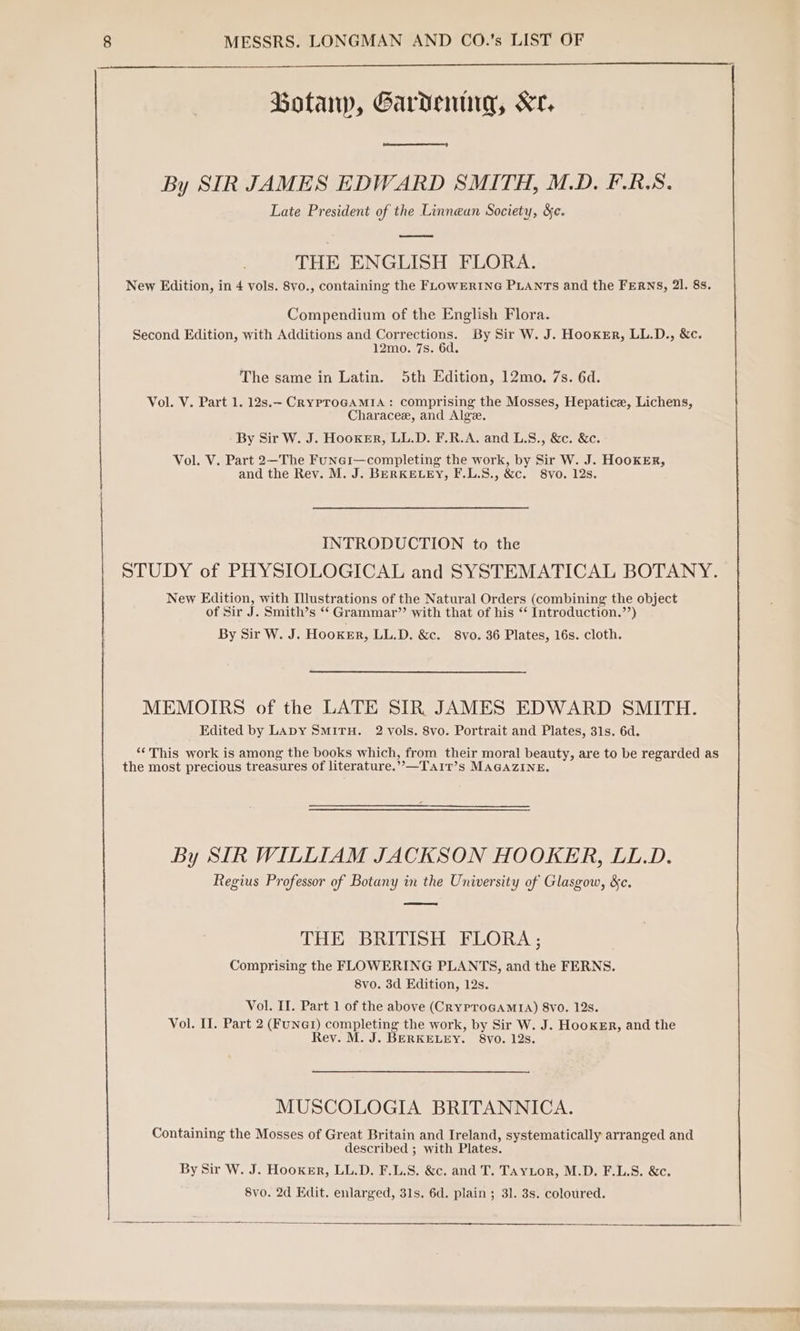 8 MESSRS. LONGMAN AND CO.'s LIST OF
Botany, Gardening, &c.
By SIR JAMES EDWARD SMITH, M.D. F.R.S.
Late President of the Linnæan Society, &c.
THE ENGLISH FLORA.
New Edition, in 4 vols. 8vo., containing the FLOWERING PLANTS and the FERNS, 2l. 8s.
Compendium of the English Flora.
Second Edition, with Additions and Corrections. By Sir W. J. HOOKER, LL.D., &c.
12mo. 7s. 6d.
The same in Latin. 5th Edition, 12mo. 7s. 6d.
Vol. V. Part 1. 12s.—CRYPTOGAMIA: comprising the Mosses, Hepaticæ, Lichens,
Characeæ, and Algæ.
By Sir W. J. HOOKER, LL.D. F.R.A. and L.S., &c. &c.
Vol. V. Part 2—The FUNGI—completing the work, by Sir W. J. HOOKER,
and the Rev. M. J. BERKELEY, F.L.S., &c. 8vo. 12s.
INTRODUCTION to the
STUDY of PHYSIOLOGICAL and SYSTEMATICAL BOTANY.
New Edition, with Illustrations of the Natural Orders (combining the object
of Sir J. Smith's “Grammar” with that of his “Introduction.”)
By Sir W. J. HOOKER, LL.D. &c. 8vo. 36 Plates, 16s. cloth.
MEMOIRS of the LATE SIR JAMES EDWARD SMITH.
Edited by LADY SMITH. 2 vols. 8vo. Portrait and Plates, 31s. 6d.
“This work is among the books which, from their moral beauty, are to be regarded as
the most precious treasures of literature.”—TAIT'S MAGAZINE.
By SIR WILLIAM JACKSON HOOKER, LL.D.
Regius Professor of Botany in the University of Glasgow, &c.
THE BRITISH FLORA;
Comprising the FLOWERING PLANTS, and the FERNS.
8vo. 3d Edition, 12s.
Vol. II. Part 1 of the above (CRYPTOGAMIA) 8vo. 12s.
Vol. II. Part 2 (FUNGI) completing the work, by Sir W. J. HOOKER, and the
Rev. M. J. BERKELEY. 8vo. 12s.
MUSCOLOGIA BRITANNICA.
Containing the Mosses of Great Britain and Ireland, systematically arranged and
described; with Plates.
By Sir W. J. HOOKER, LL.D. F.L.S. &c. and T. TAYLOR, M.D. F.L.S. &c.
8vo. 2d Edit. enlarged, 31s. 6d. plain; 3l. 3s. coloured.